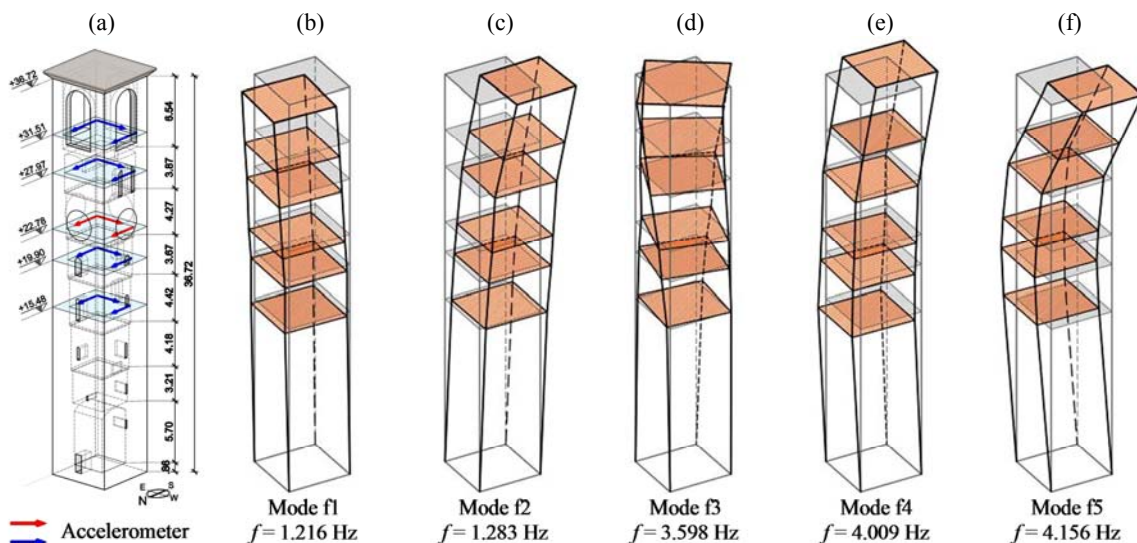 (a) (b) (c) (d) (e) (f)
+36.72
+31.51
+27.97
+22.78
+19.90
+15.48
6.54
3.87
4.27
3.67
4.42
4.18
3.21
5.70
.86
36.72
E S
N W
Accelerometer
Mode f1
f = 1.216 Hz
Mode f2
f = 1.283 Hz
Mode f3
f = 3.598 Hz
Mode f4
f = 4.009 Hz
Mode f5
f = 4.156 Hz